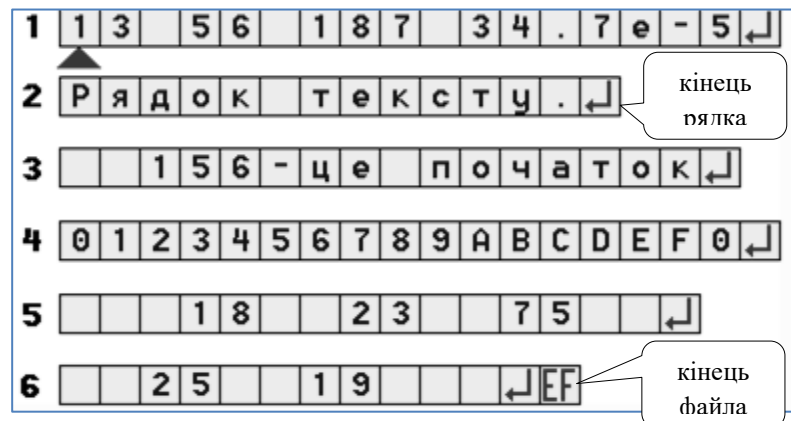 1 13 56 187 34.7e-5↵
2 Рядок тексту.↵
кінець
рядка
3 156-це початок↵
4 0123456789ABCDEF0↵
5 18 23 75 ↵
6 25 19 ↵EF
кінець
файла